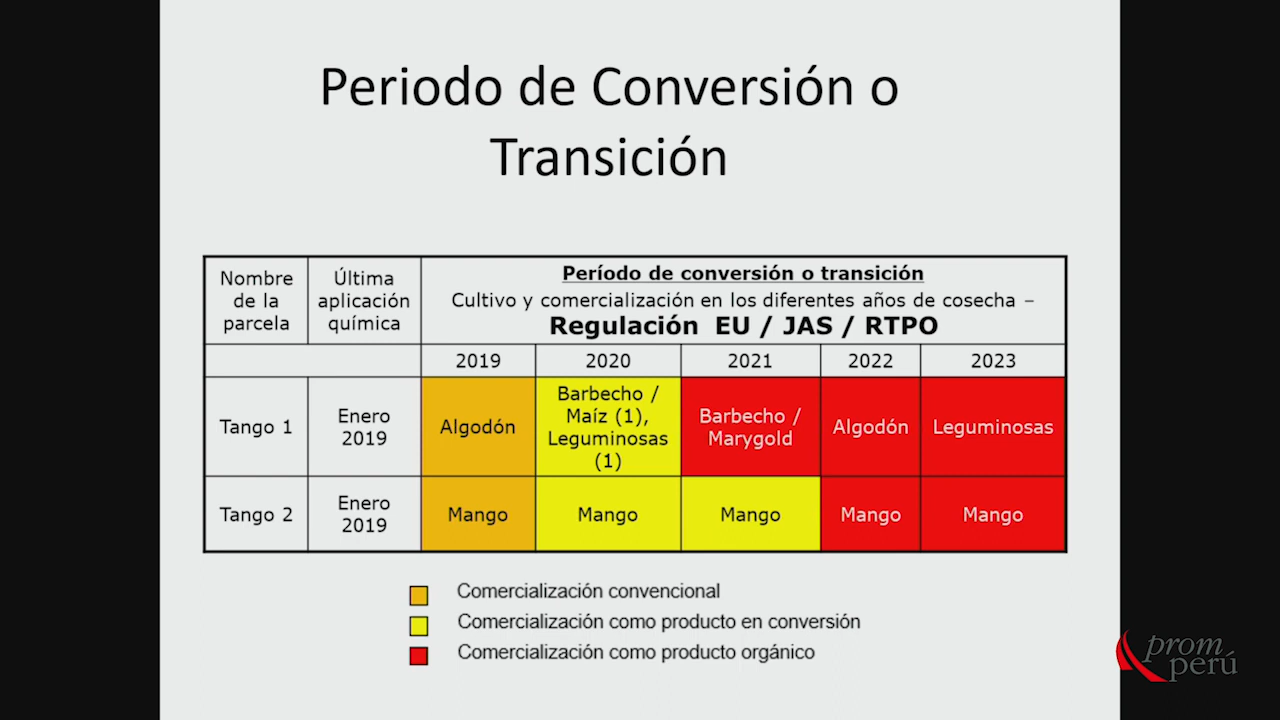 Periodo de Conversión o
Transición
Nombre
de la
parcela
Última
aplicación
química
Período de conversión o transición
Cultivo y comercialización en los diferentes años de cosecha –
Regulación EU / JAS / RTPO
2019
2020
2021
2022
2023
Tango 1
Enero
2019
Algodón
Barbecho /
Maíz (1),
Leguminosas
(1)
Barbecho /
Marygold
Algodón
Leguminosas
Tango 2
Enero
2019
Mango
Mango
Mango
Mango
Mango
Comercialización convencional
Comercialización como producto en conversión
Comercialización como producto orgánico
prom
perú